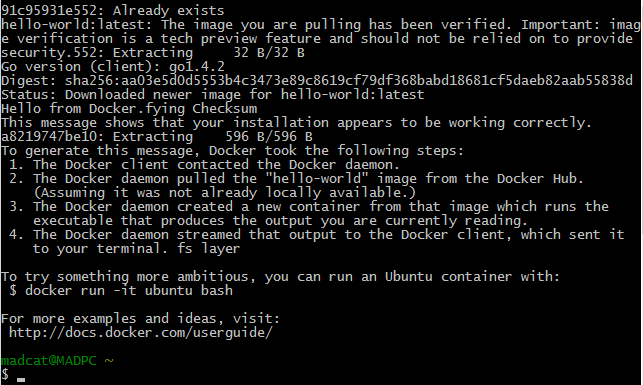 91c95931e552: Already exists
hello-world:latest: The image you are pulling has been verified. Important: imag
e verification is a tech preview feature and should not be relied on to provide
security.552: Extracting     32 B/32 B
Go version (client): go1.4.2
Digest: sha256:aa03e5d0d5553b4c3473e89c8619cf79df368babd18681cf5daeb82aab55838d
Status: Downloaded newer image for hello-world:latest
Hello from Docker.fying Checksum
This message shows that your installation appears to be working correctly.
a8219747be10: Extracting    596 B/596 B
To generate this message, Docker took the following steps:
 1. The Docker client contacted the Docker daemon.
 2. The Docker daemon pulled the "hello-world" image from the Docker Hub.
    (Assuming it was not already locally available.)
 3. The Docker daemon created a new container from that image which runs the
    executable that produces the output you are currently reading.
 4. The Docker daemon streamed that output to the Docker client, which sent it
    to your terminal. fs layer
To try something more ambitious, you can run an Ubuntu container with:
 $ docker run -it ubuntu bash
For more examples and ideas, visit:
 http://docs.docker.com/userguide/
madcat@MADPC ~
$ _